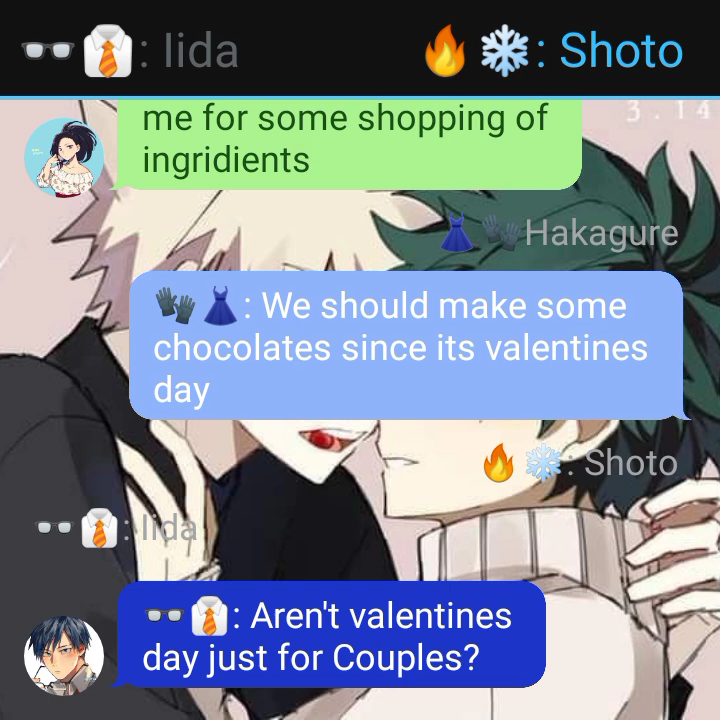 🕶👔: Iida
🔥❄️: Shoto
3.14
me for some shopping of
ingridients
👗🧤Hakagure
🧤👗: We should make some
chocolates since its valentines
day
🔥❄️: Shoto
🕶👔: Iida
🕶👔: Aren't valentines
day just for Couples?